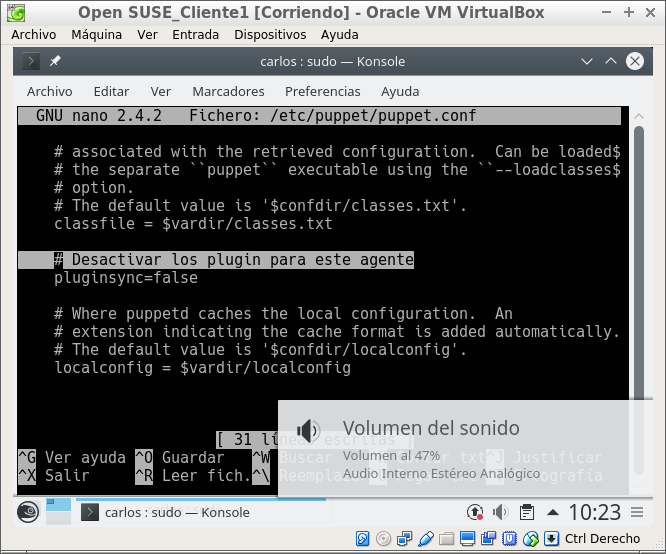 Open SUSE_Cliente1 [Corriendo] - Oracle VM VirtualBox
Archivo Máquina Ver Entrada Dispositivos Ayuda
carlos : sudo — Konsole
Archivo Editar Ver Marcadores Preferencias Ayuda
GNU nano 2.4.2 Fichero: /etc/puppet/puppet.conf
# associated with the retrieved configuratiion. Can be loaded$
# the separate ``puppet`` executable using the ``--loadclasses$
# option.
# The default value is '$confdir/classes.txt'.
classfile = $vardir/classes.txt
# Desactivar los plugin para este agente
pluginsync=false
# Where puppetd caches the local configuration. An
# extension indicating the cache format is added automatically.
# The default value is '$confdir/localconfig'.
localconfig = $vardir/localconfig
[ 31 líneas escritas ]
^G Ver ayuda ^O Guardar ^W Buscar ^J Justificar
^X Salir ^R Leer fich. ^\ Reemplazar
Volumen del sonido
Volumen al 47%
Audio Interno Estéreo Analógico
carlos : sudo — Konsole
10:23
Ctrl Derecho